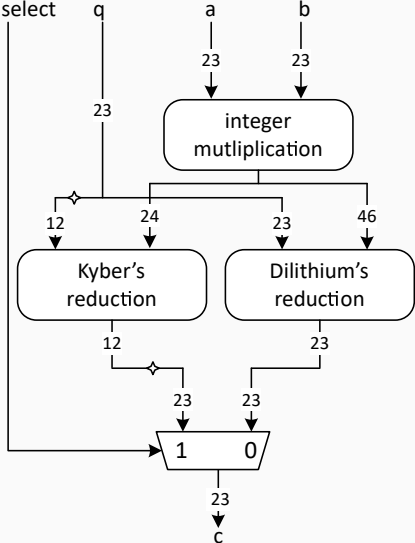 select q a b
23 23
23
integer
mutliplication
12 24 23 46
Kyber's
reduction
Dilithium's
reduction
12 23
23 23
1 0
23
c